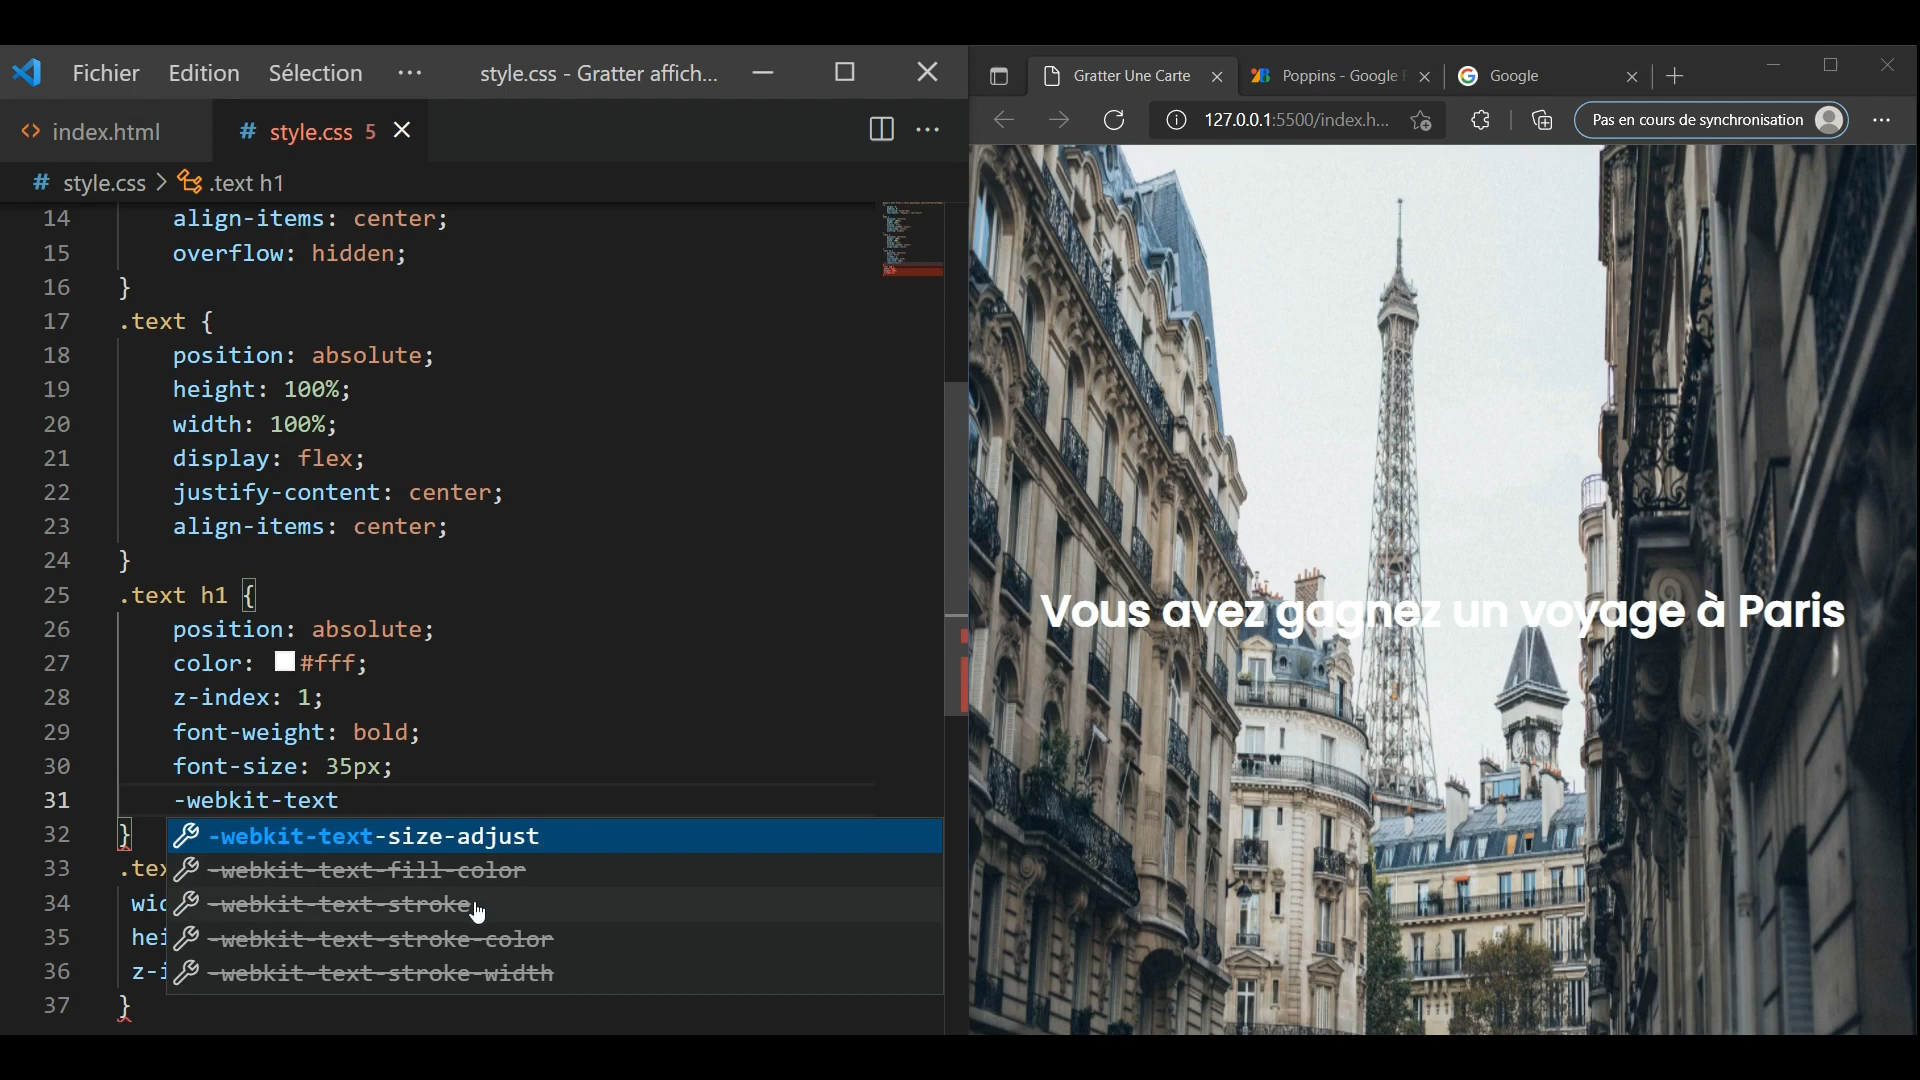 Fichier Edition Sélection ··· style.css - Gratter affich...
index.html # style.css 5
# style.css > .text h1
14 align-items: center;
15 overflow: hidden;
16 }
17 .text {
18 position: absolute;
19 height: 100%;
20 width: 100%;
21 display: flex;
22 justify-content: center;
23 align-items: center;
24 }
25 .text h1 {
26 position: absolute;
27 color: #fff;
28 z-index: 1;
29 font-weight: bold;
30 font-size: 35px;
31 -webkit-text
32 } -webkit-text-size-adjust
33 .tex -webkit-text-fill-color
34 wid -webkit-text-stroke
35 hei -webkit-text-stroke-color
36 z-i -webkit-text-stroke-width
37 }
Gratter Une Carte Poppins - Google F Google
127.0.0.1:5500/index.h... Pas en cours de synchronisation
Vous avez gagnez un voyage à Paris